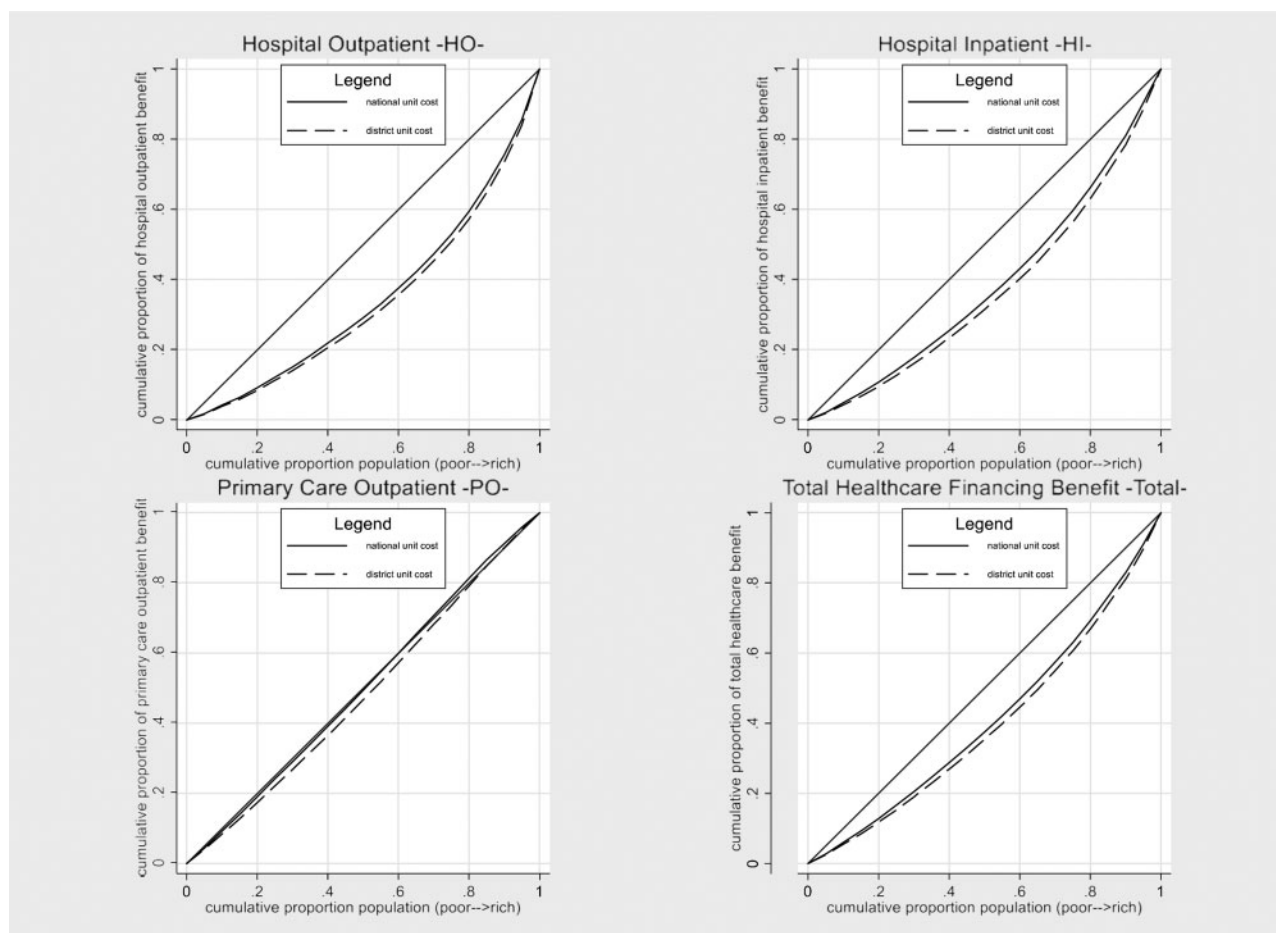 Hospital Outpatient -HO-
Legend
national unit cost
district unit cost
cumulative proportion of hospital outpatient benefit
0 .2 .4 .6 .8 1
0 .2 .4 .6 .8 1
cumulative proportion population (poor-->rich)
Hospital Inpatient -HI-
Legend
national unit cost
district unit cost
cumulative proportion of hospital inpatient benefit
0 .2 .4 .6 .8 1
0 .2 .4 .6 .8 1
cumulative proportion population (poor-->rich)
Primary Care Outpatient -PO-
Legend
national unit cost
district unit cost
cumulative proportion of primary care outpatient benefit
0 .2 .4 .6 .8 1
0 .2 .4 .6 .8 1
cumulative proportion population (poor-->rich)
Total Healthcare Financing Benefit -Total-
Legend
national unit cost
district unit cost
cumulative proportion of total healthcare benefit
0 .2 .4 .6 .8 1
0 .2 .4 .6 .8 1
cumulative proportion population (poor-->rich)